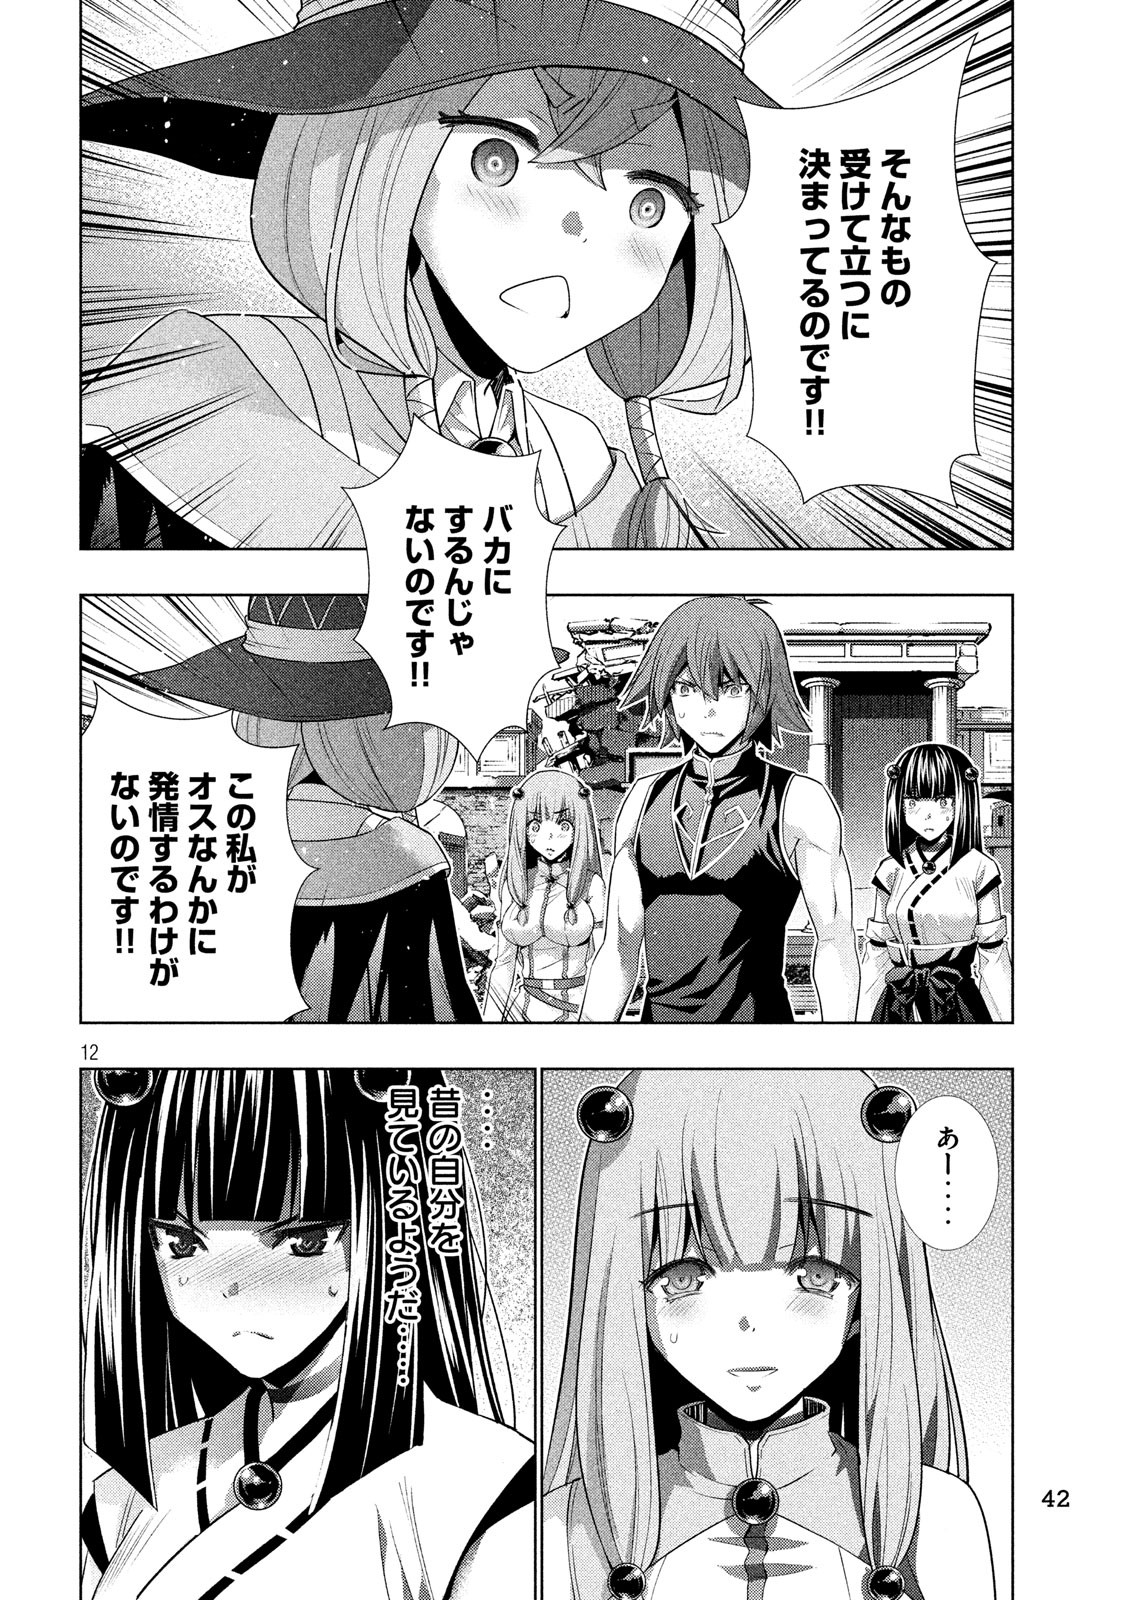 そんなもの
受けて立つに
決まってるのです!!
バカに
するんじゃ
ないのです!!
この私が
オスなんかに
発情するわけが
ないのです!!
12
あー‥‥
‥‥‥
昔の自分を
見ているようだ‥‥‥
42